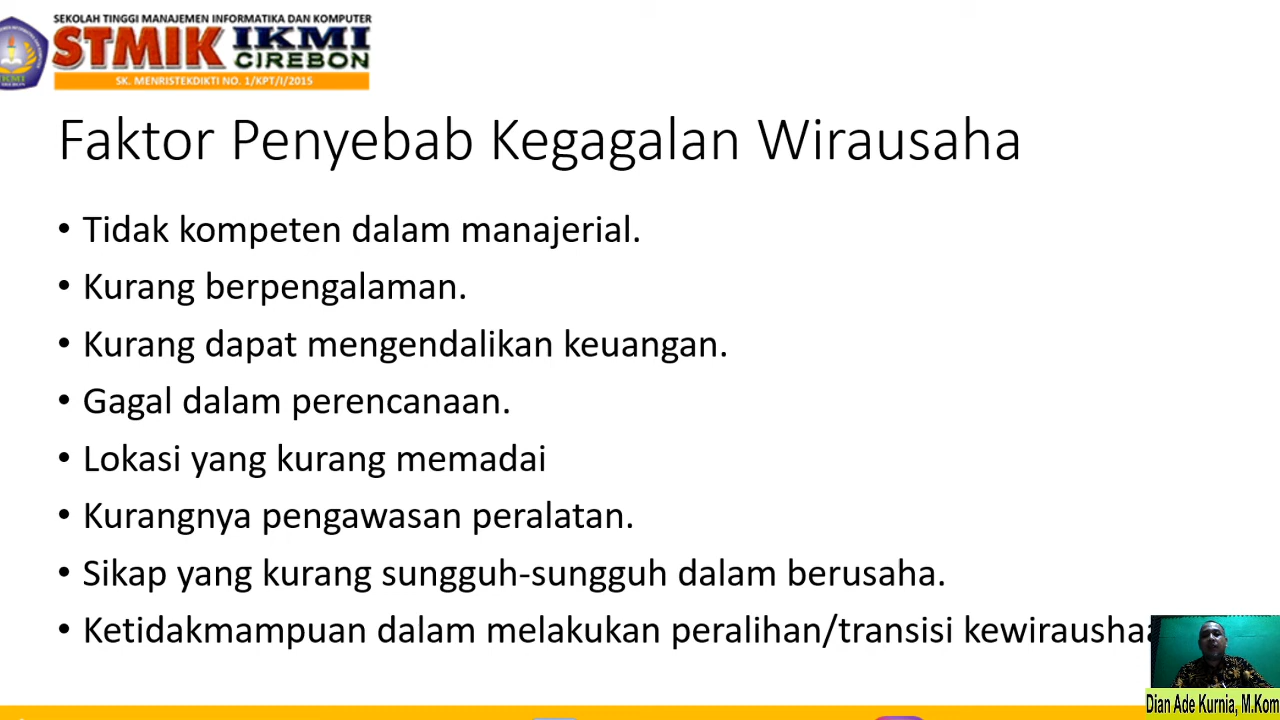 SEKOLAH TINGGI MANAJEMEN INFORMATIKA DAN KOMPUTER
STMIK IKMI
CIREBON
SK. MENRISTEKDIKTI NO. 1/KPT/I/2015
Faktor Penyebab Kegagalan Wirausaha
• Tidak kompeten dalam manajerial.
• Kurang berpengalaman.
• Kurang dapat mengendalikan keuangan.
• Gagal dalam perencanaan.
• Lokasi yang kurang memadai
• Kurangnya pengawasan peralatan.
• Sikap yang kurang sungguh-sungguh dalam berusaha.
• Ketidakmampuan dalam melakukan peralihan/transisi
Dian Ade Kurnia, M.Kom